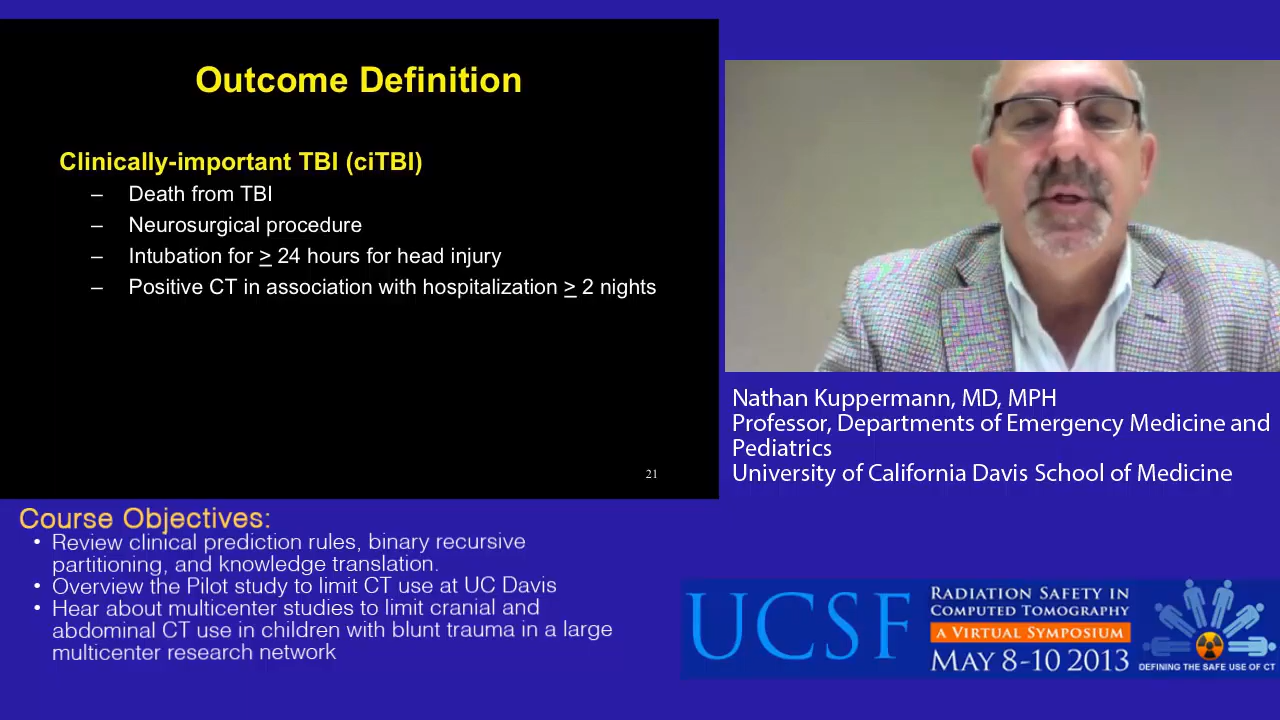 Outcome Definition
Clinically-important TBI (ciTBI)
– Death from TBI
– Neurosurgical procedure
– Intubation for ≥ 24 hours for head injury
– Positive CT in association with hospitalization ≥ 2 nights
21
Nathan Kuppermann, MD, MPH
Professor, Departments of Emergency Medicine and
Pediatrics
University of California Davis School of Medicine
Course Objectives:
• Review clinical prediction rules, binary recursive
partitioning, and knowledge translation.
• Overview the Pilot study to limit CT use at UC Davis
• Hear about multicenter studies to limit cranial and
abdominal CT use in children with blunt trauma in a large
multicenter research network
UCSF
RADIATION SAFETY IN
COMPUTED TOMOGRAPHY
A VIRTUAL SYMPOSIUM
MAY 8-10 2013
DEFINING THE SAFE USE OF CT